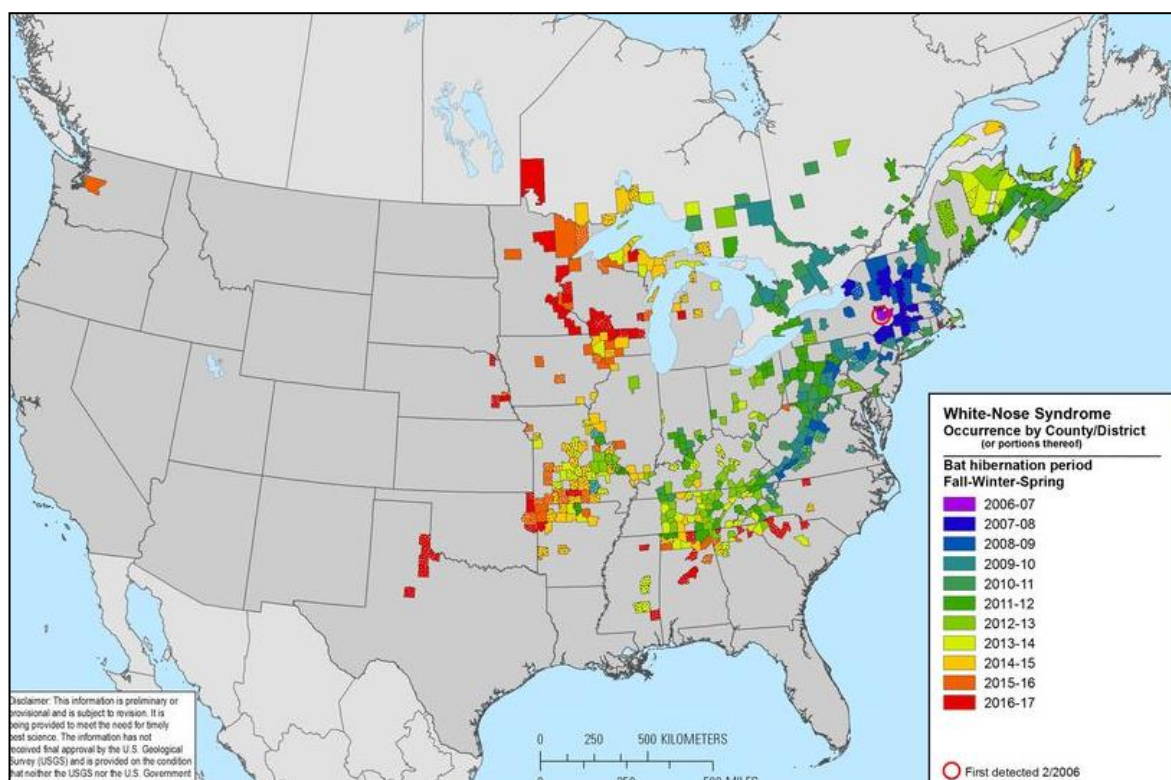 White-Nose Syndrome
Occurrence by County/District
(or portions thereof)
Bat hibernation period
Fall-Winter-Spring
2006-07
2007-08
2008-09
2009-10
2010-11
2011-12
2012-13
2013-14
2014-15
2015-16
2016-17
First detected 2/2006
Disclaimer: This information is preliminary or
provisional and is subject to revision. It is
being provided to meet the need for timely
best science. The information has not
received final approval by the U.S. Geological
Survey (USGS) and is provided on the condition
that neither the USGS nor the U.S. Government
0 250 500 KILOMETERS
0 250 500 MILES